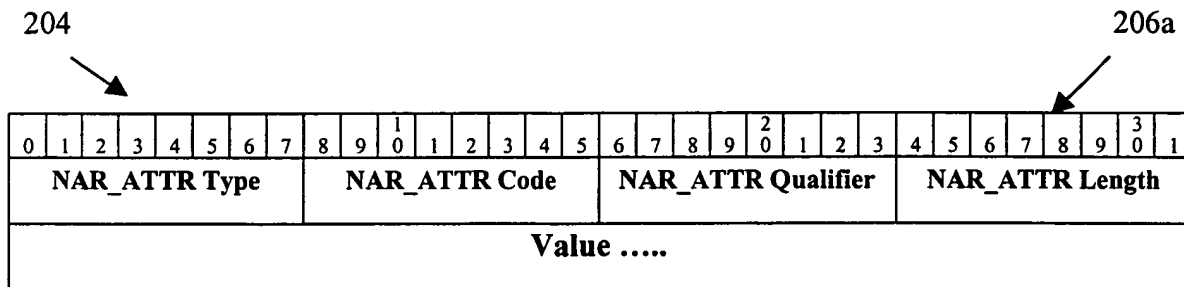 204 206a
1 2 3
0 1 2 3 4 5 6 7 8 9 0 1 2 3 4 5 6 7 8 9 0 1 2 3 4 5 6 7 8 9 0 1
NAR_ATTR Type NAR_ATTR Code NAR_ATTR Qualifier NAR_ATTR Length
Value .....